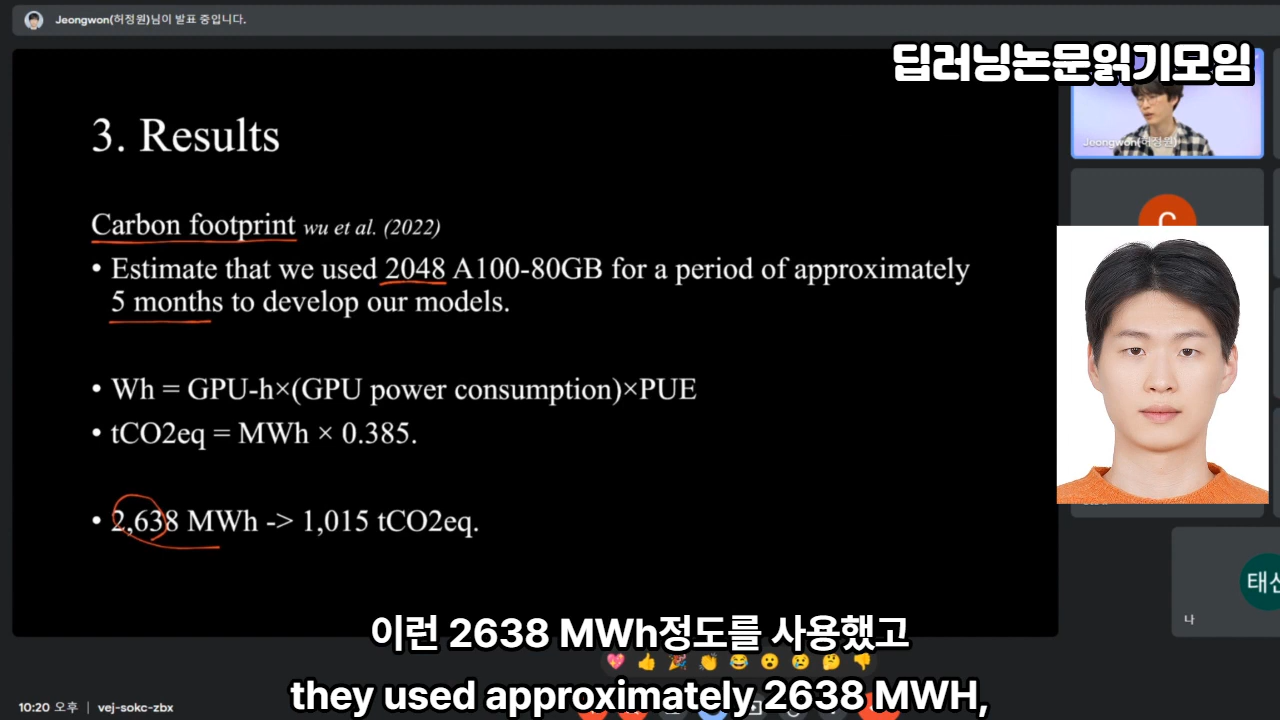 Jeongwon(허정원)님이 발표 중입니다.
딥러닝논문읽기모임
3. Results
Jeongwon(허정원)
Carbon footprint wu et al. (2022)
• Estimate that we used 2048 A100-80GB for a period of approximately
5 months to develop our models.
• Wh = GPU-h×(GPU power consumption)×PUE
• tCO2eq = MWh × 0.385.
• 2,638 MWh -> 1,015 tCO2eq.
나
이런 2638 MWh정도를 사용했고
they used approximately 2638 MWH,
10:20 오후 | vej-sokc-zbx